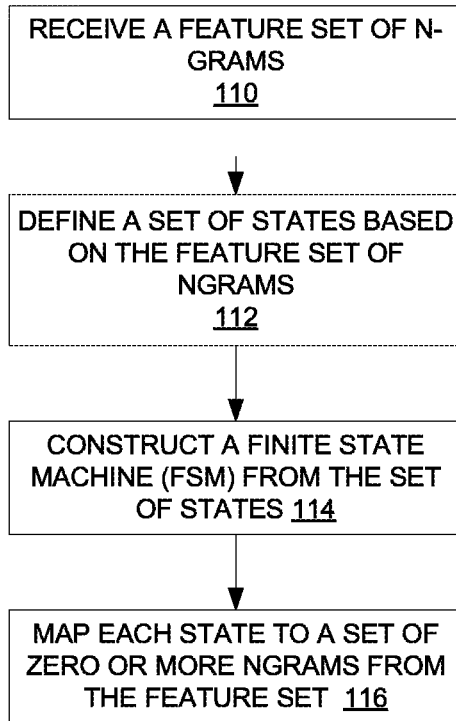 RECEIVE A FEATURE SET OF N-
GRAMS
110
DEFINE A SET OF STATES BASED
ON THE FEATURE SET OF
NGRAMS
112
CONSTRUCT A FINITE STATE
MACHINE (FSM) FROM THE SET
OF STATES 114
MAP EACH STATE TO A SET OF
ZERO OR MORE NGRAMS FROM
THE FEATURE SET 116